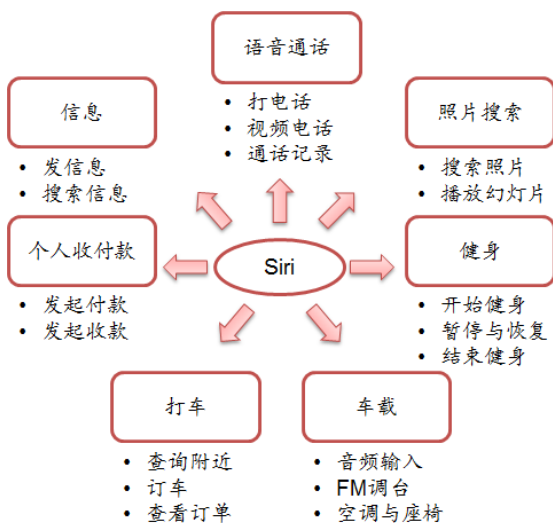 语音通话
• 打电话
• 视频电话
• 通话记录
信息
• 发信息
• 搜索信息
照片搜索
• 搜索照片
• 播放幻灯片
个人收付款
• 发起付款
• 发起收款
Siri
健身
• 开始健身
• 暂停与恢复
• 结束健身
打车
• 查询附近
• 订车
• 查看订单
车载
• 音频输入
• FM调台
• 空调与座椅